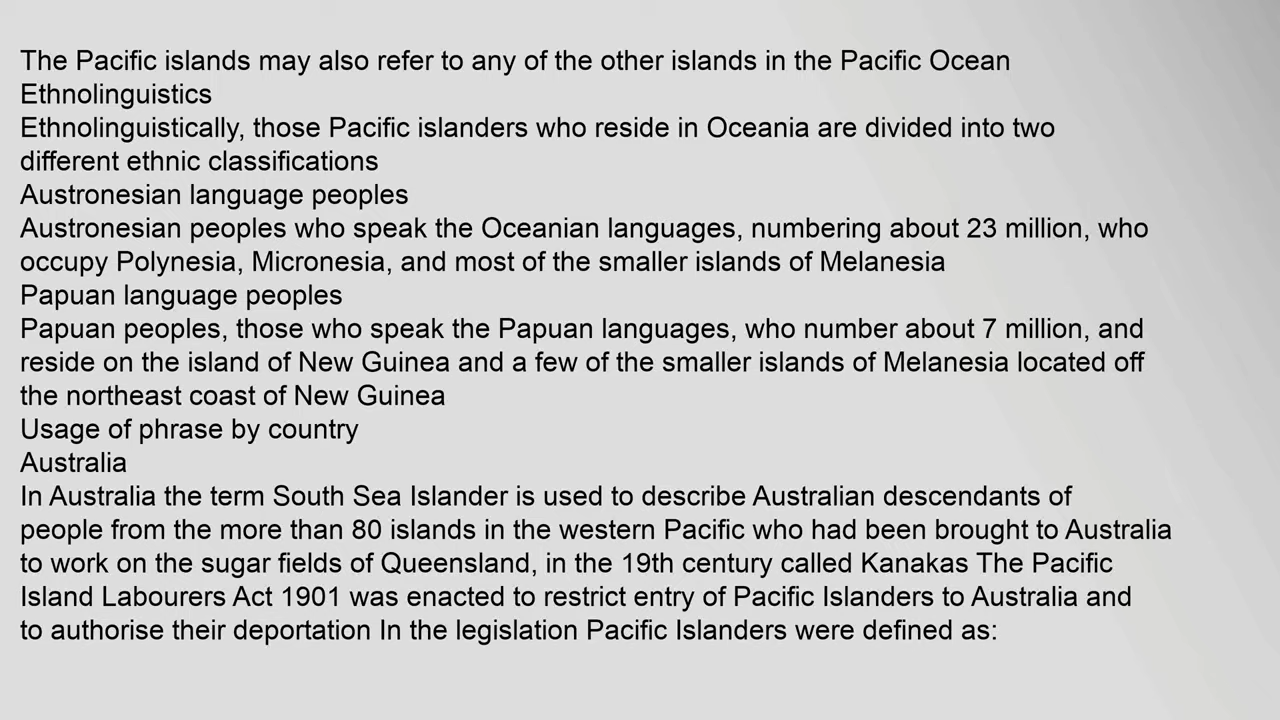 The Pacific islands may also refer to any of the other islands in the Pacific Ocean
Ethnolinguistics
Ethnolinguistically, those Pacific islanders who reside in Oceania are divided into two
different ethnic classifications
Austronesian language peoples
Austronesian peoples who speak the Oceanian languages, numbering about 23 million, who
occupy Polynesia, Micronesia, and most of the smaller islands of Melanesia
Papuan language peoples
Papuan peoples, those who speak the Papuan languages, who number about 7 million, and
reside on the island of New Guinea and a few of the smaller islands of Melanesia located off
the northeast coast of New Guinea
Usage of phrase by country
Australia
In Australia the term South Sea Islander is used to describe Australian descendants of
people from the more than 80 islands in the western Pacific who had been brought to Australia
to work on the sugar fields of Queensland, in the 19th century called Kanakas The Pacific
Island Labourers Act 1901 was enacted to restrict entry of Pacific Islanders to Australia and
to authorise their deportation In the legislation Pacific Islanders were defined as: